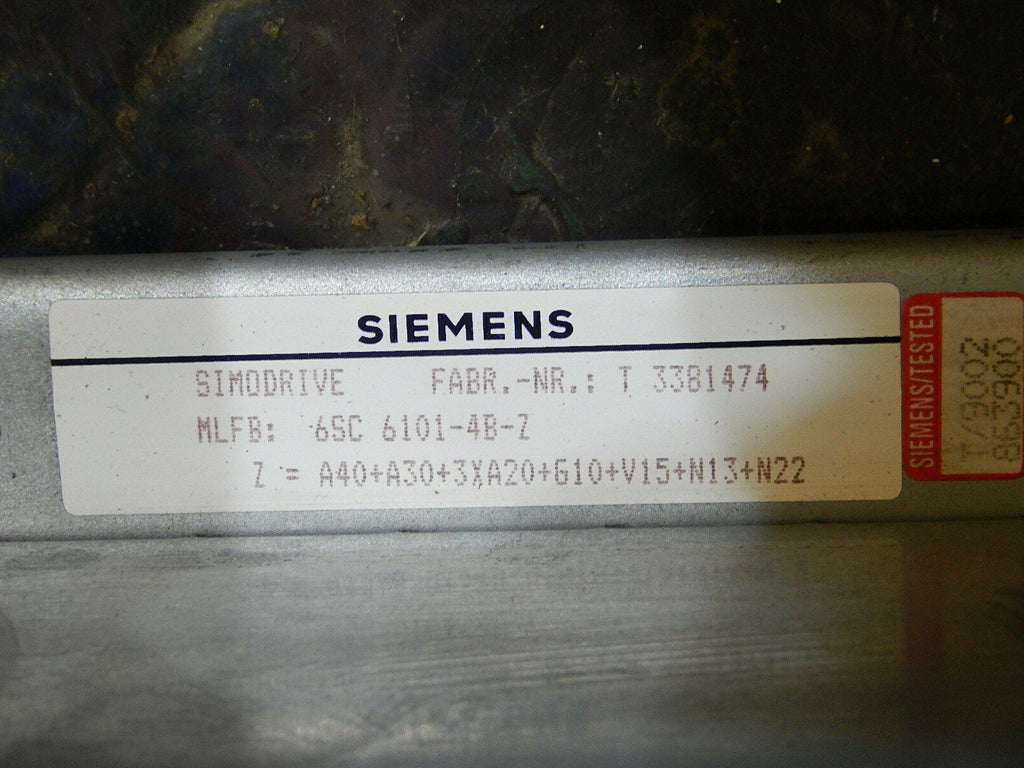 SIEMENS
SIMODRIVE FABR.-NR.: T 3381474
MLFB: 6SC 6101-4B-Z
Z = A40+A30+3XA20+G10+V15+N13+N22
SIEMENS/TESTED
T/9002
863900